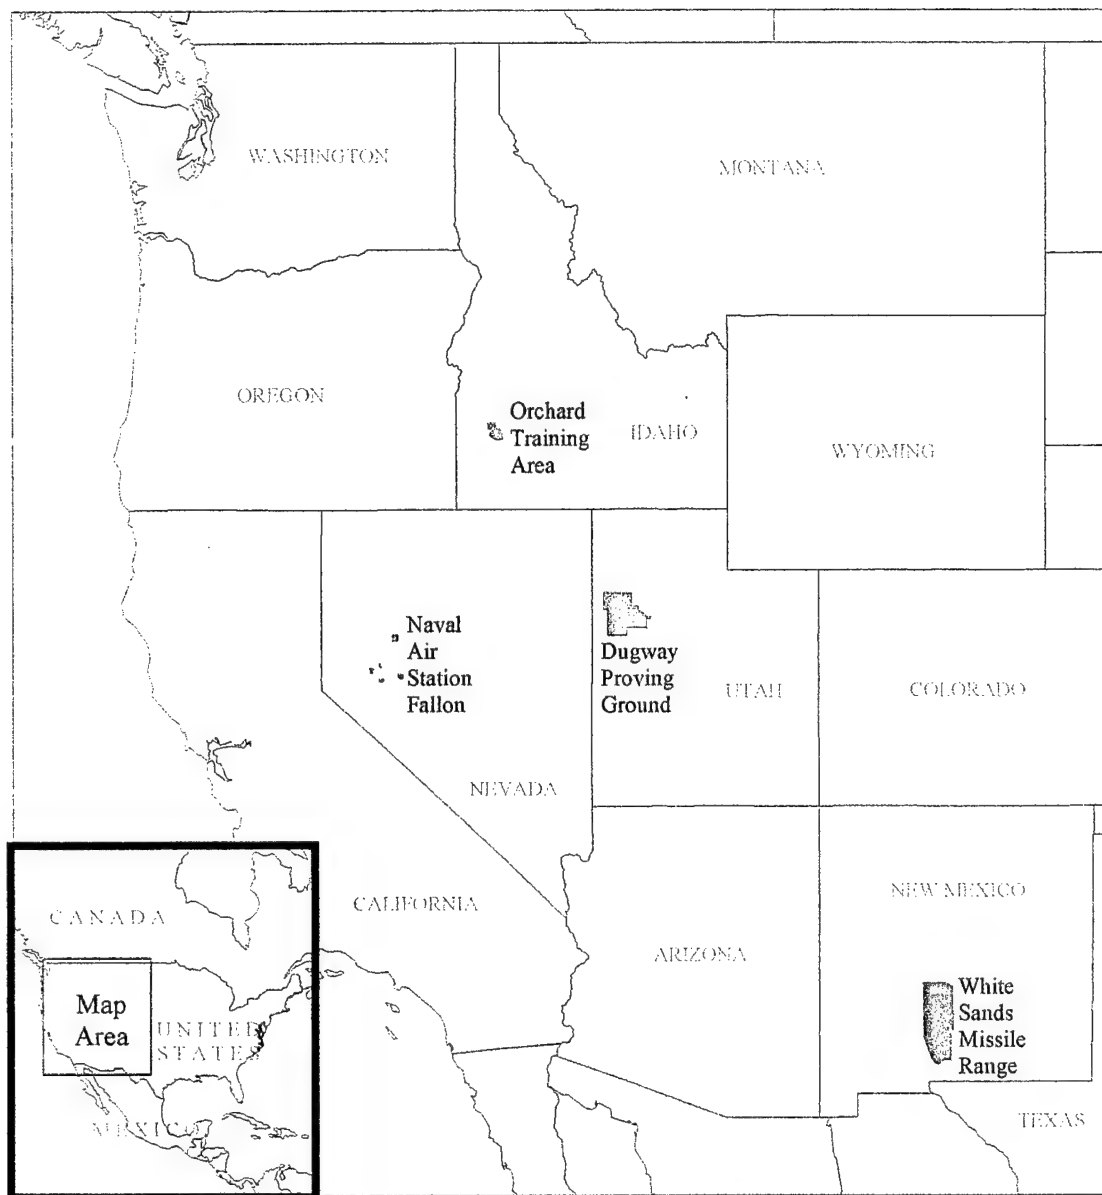 WASHINGTON
MONTANA
OREGON
Orchard
Training
Area
IDAHO
WYOMING
Naval
Air
Station
Fallon
Dugway
Proving
Ground
UTAH
COLORADO
NEVADA
CALIFORNIA
ARIZONA
NEW MEXICO
White
Sands
Missile
Range
TEXAS
CANADA
Map
Area
UNITED
STATES
MEXICO